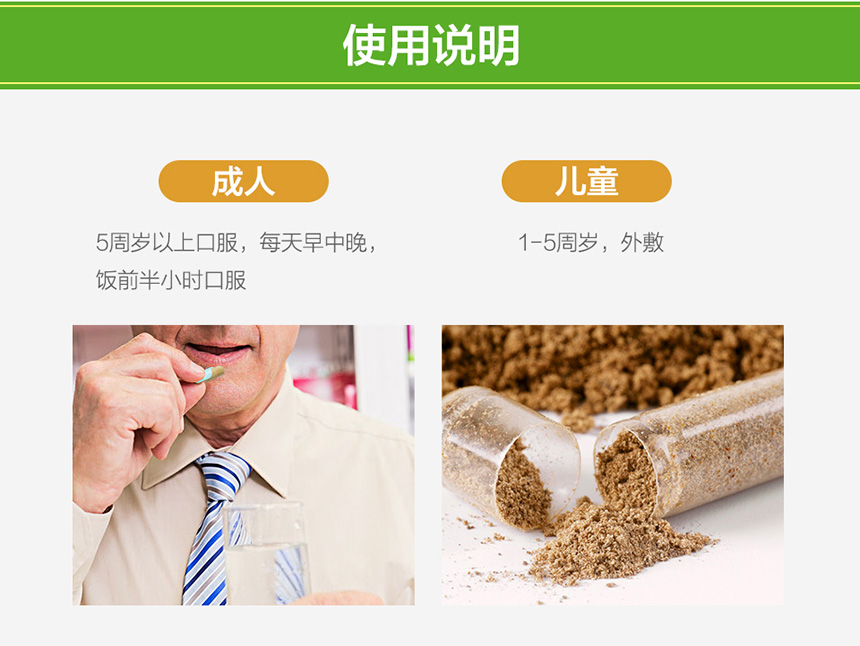 使用说明
成人
5周岁以上口服，每天早中晚，
饭前半小时口服
儿童
1-5周岁，外敷